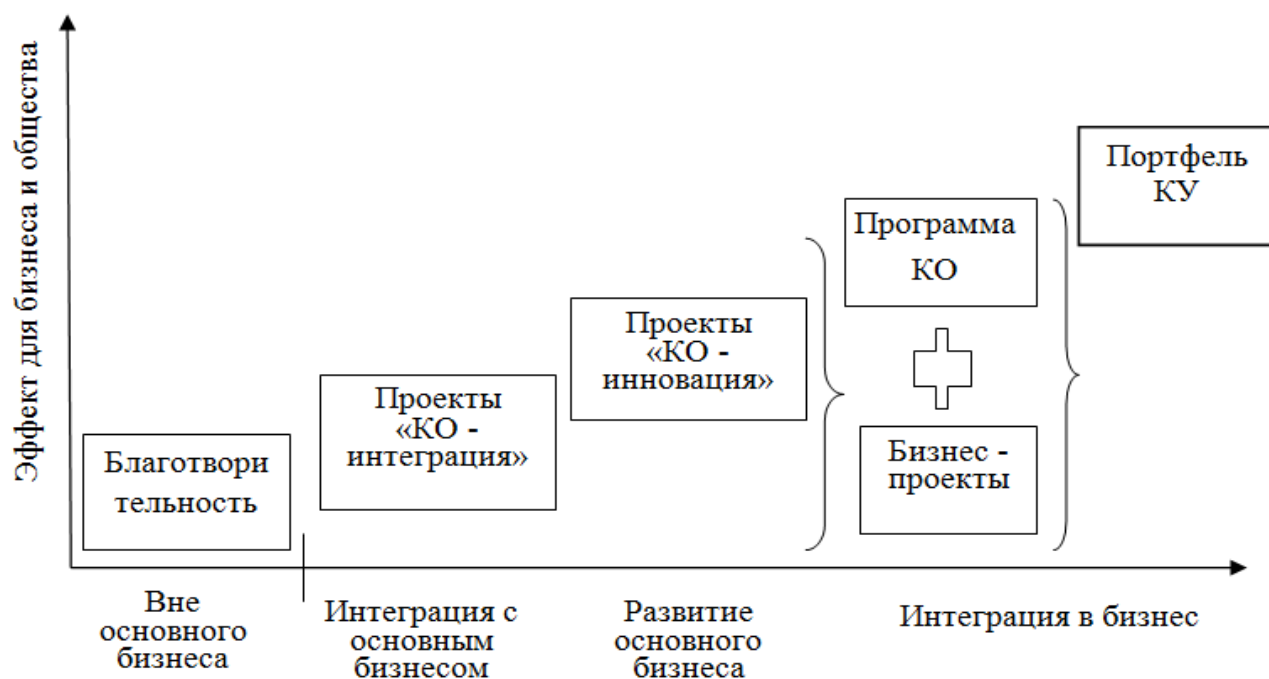 Эффект для бизнеса и общества
Благотвори
тельность
Проекты
«КО -
интеграция»
Проекты
«КО -
инновация»
Программа
КО
Бизнес -
проекты
Портфель
КУ
Вне
основного
бизнеса
Интеграция с
основным
бизнесом
Развитие
основного
бизнеса
Интеграция в бизнес